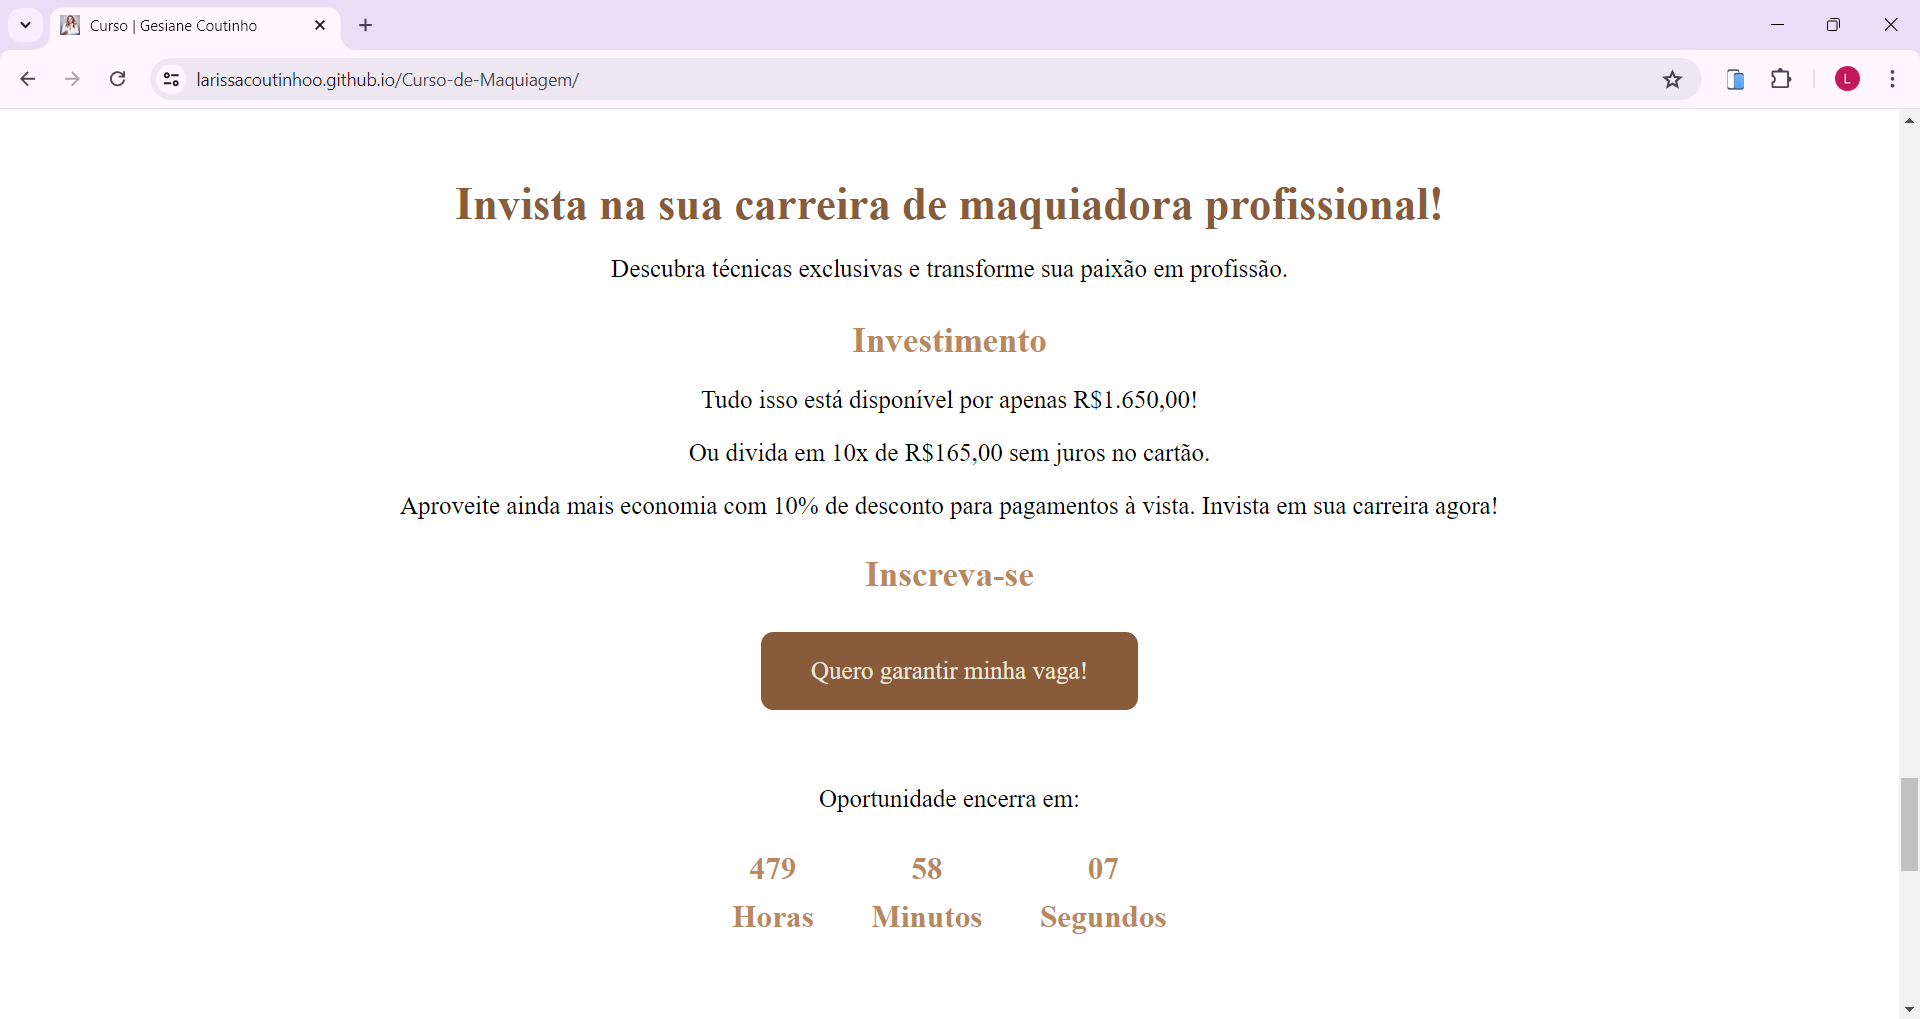 Curso | Gesiane Coutinho
larissacoutinhoo.github.io/Curso-de-Maquiagem/
L
Invista na sua carreira de maquiadora profissional!
Descubra técnicas exclusivas e transforme sua paixão em profissão.
Investimento
Tudo isso está disponível por apenas R$1.650,00!
Ou divida em 10x de R$165,00 sem juros no cartão.
Aproveite ainda mais economia com 10% de desconto para pagamentos à vista. Invista em sua carreira agora!
Inscreva-se
Quero garantir minha vaga!
Oportunidade encerra em:
479 58 07
Horas Minutos Segundos